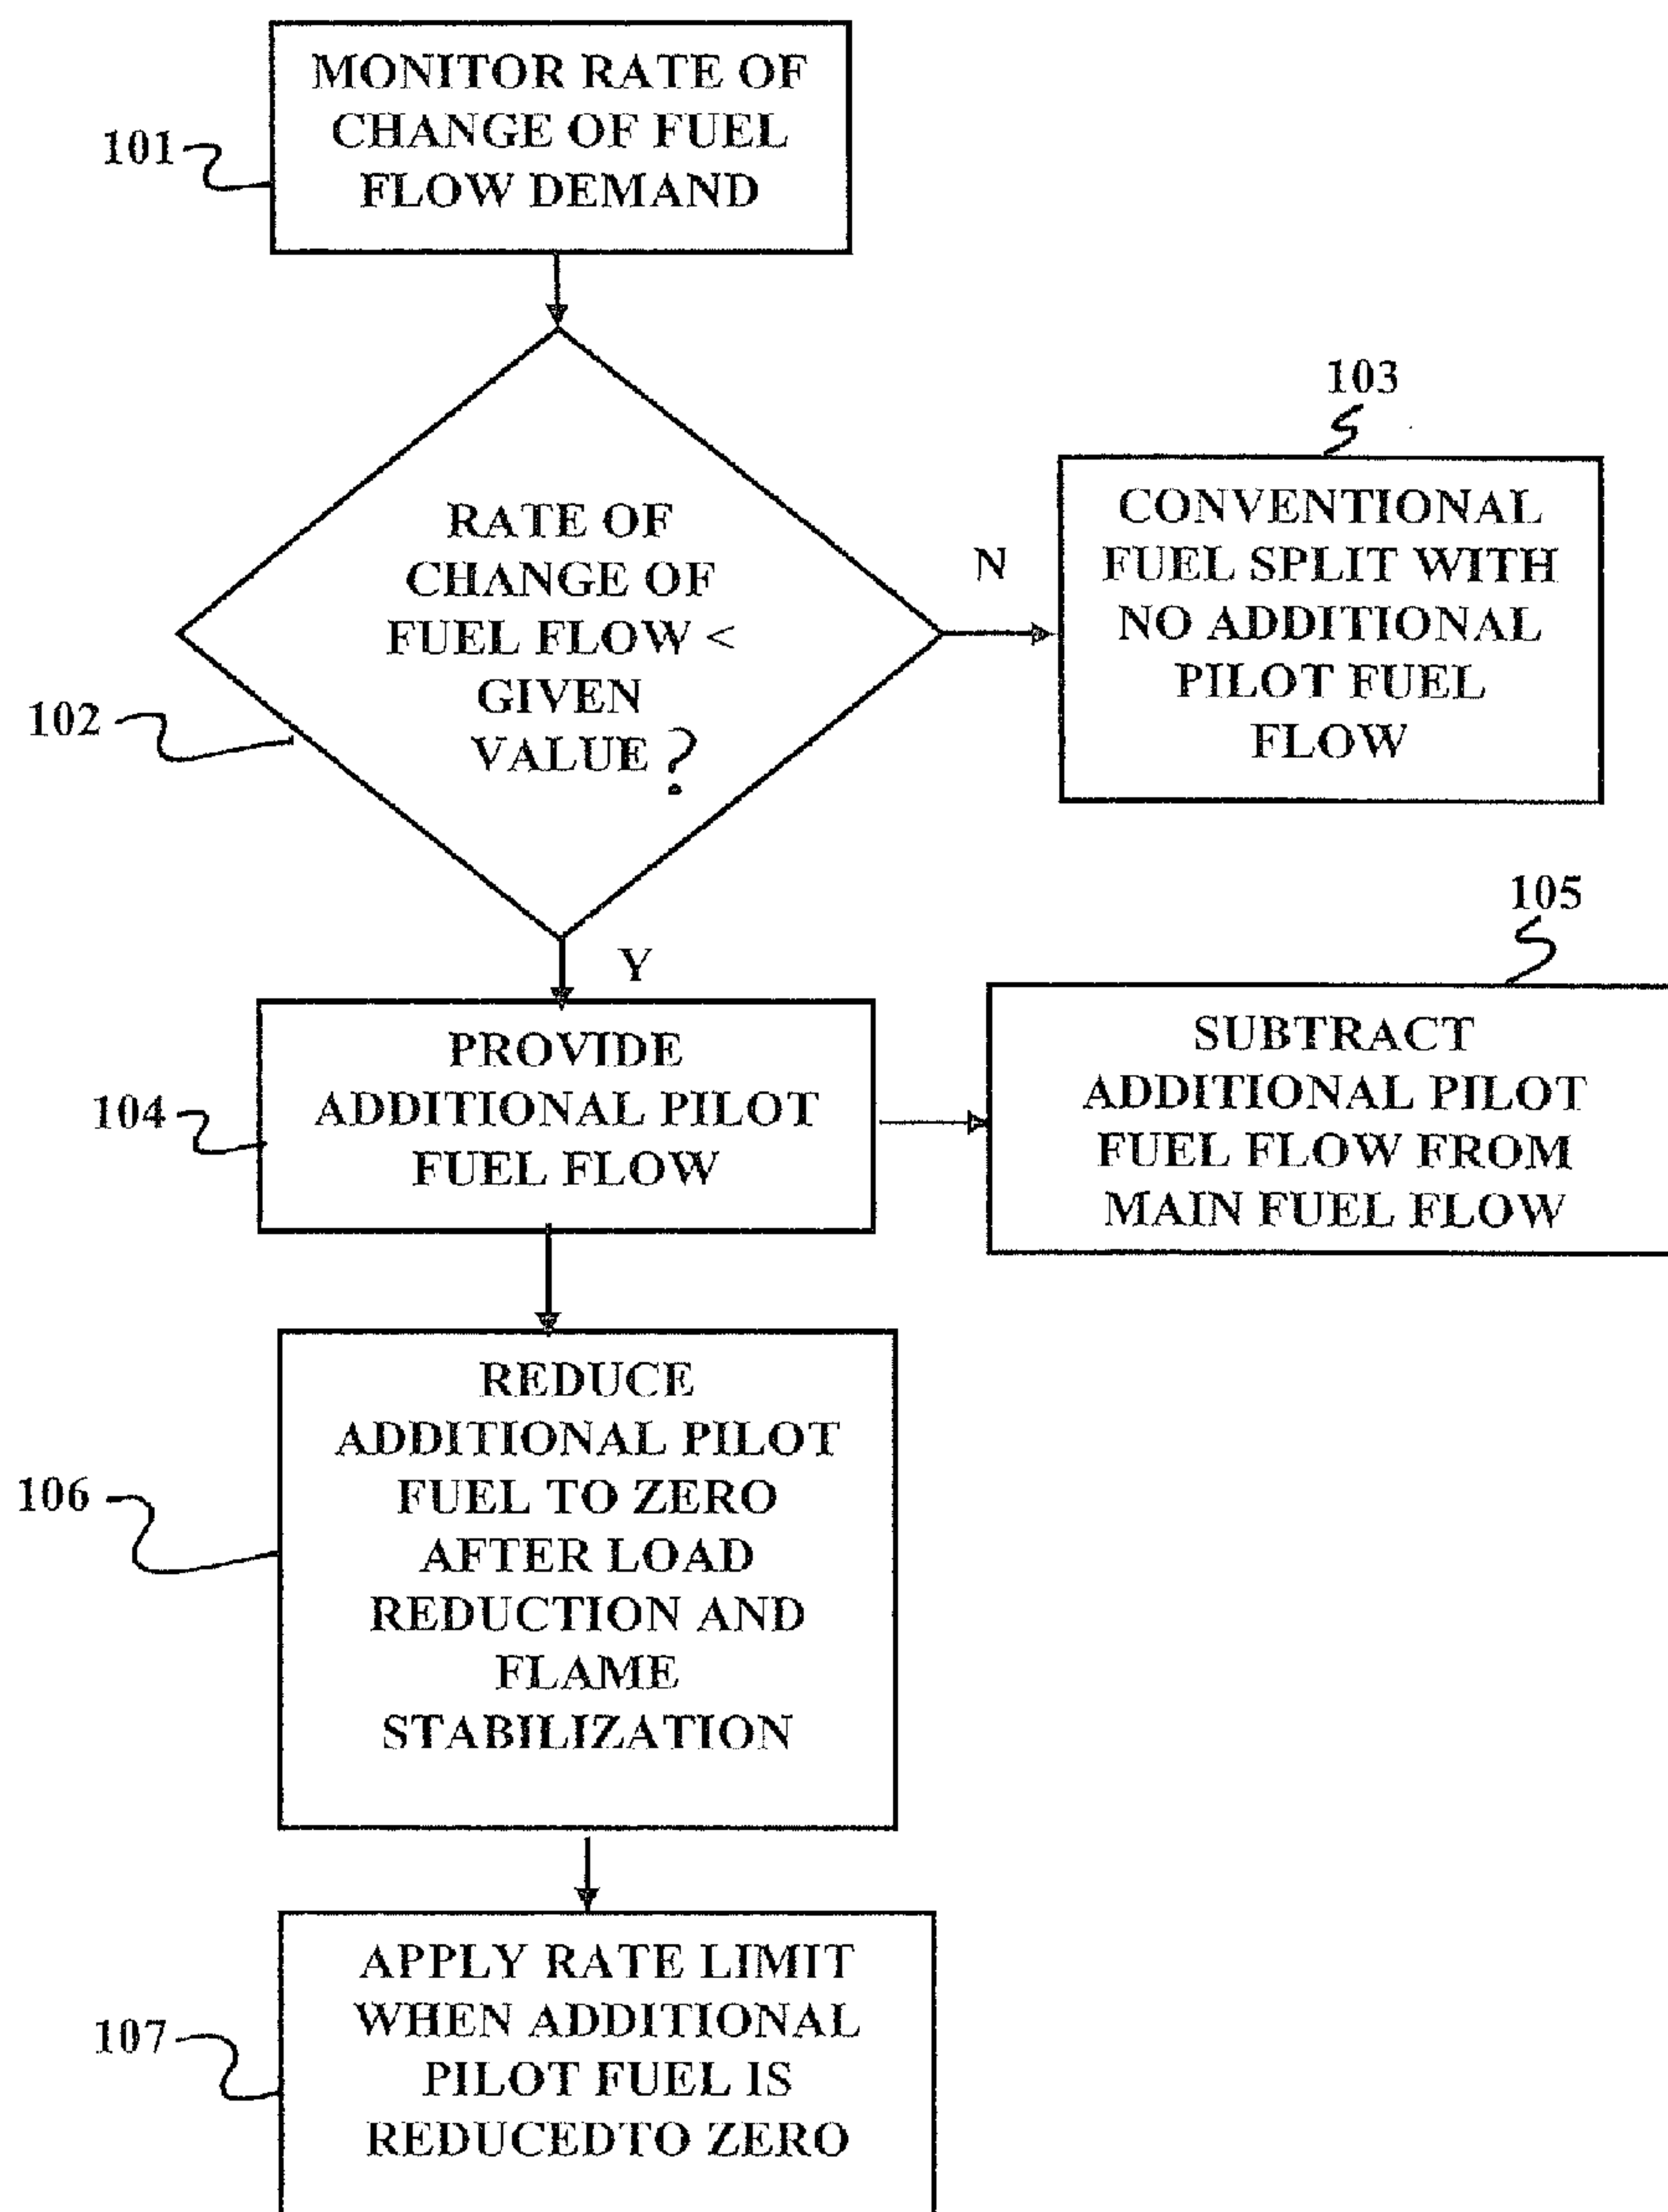 MONITOR RATE OF
CHANGE OF FUEL
FLOW DEMAND
101
RATE OF
CHANGE OF
FUEL FLOW <
GIVEN
VALUE ?
102
N
103
CONVENTIONAL
FUEL SPLIT WITH
NO ADDITIONAL
PILOT FUEL
FLOW
Y
104
PROVIDE
ADDITIONAL PILOT
FUEL FLOW
105
SUBTRACT
ADDITIONAL PILOT
FUEL FLOW FROM
MAIN FUEL FLOW
106
REDUCE
ADDITIONAL PILOT
FUEL TO ZERO
AFTER LOAD
REDUCTION AND
FLAME
STABILIZATION
107
APPLY RATE LIMIT
WHEN ADDITIONAL
PILOT FUEL IS
REDUCEDTO ZERO